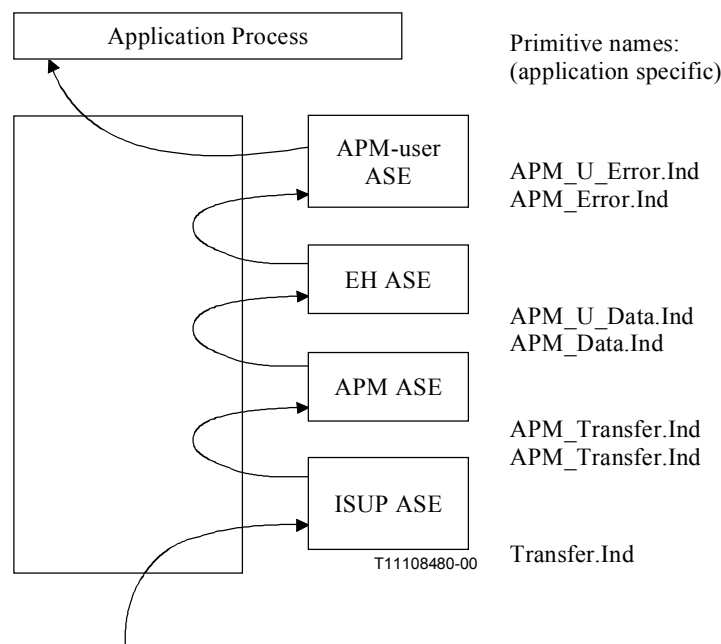 Application Process
Primitive names:
(application specific)
APM-user
ASE
APM_U_Error.Ind
APM_Error.Ind
EH ASE
APM_U_Data.Ind
APM_Data.Ind
APM ASE
APM_Transfer.Ind
APM_Transfer.Ind
ISUP ASE
Transfer.Ind
T11108480-00